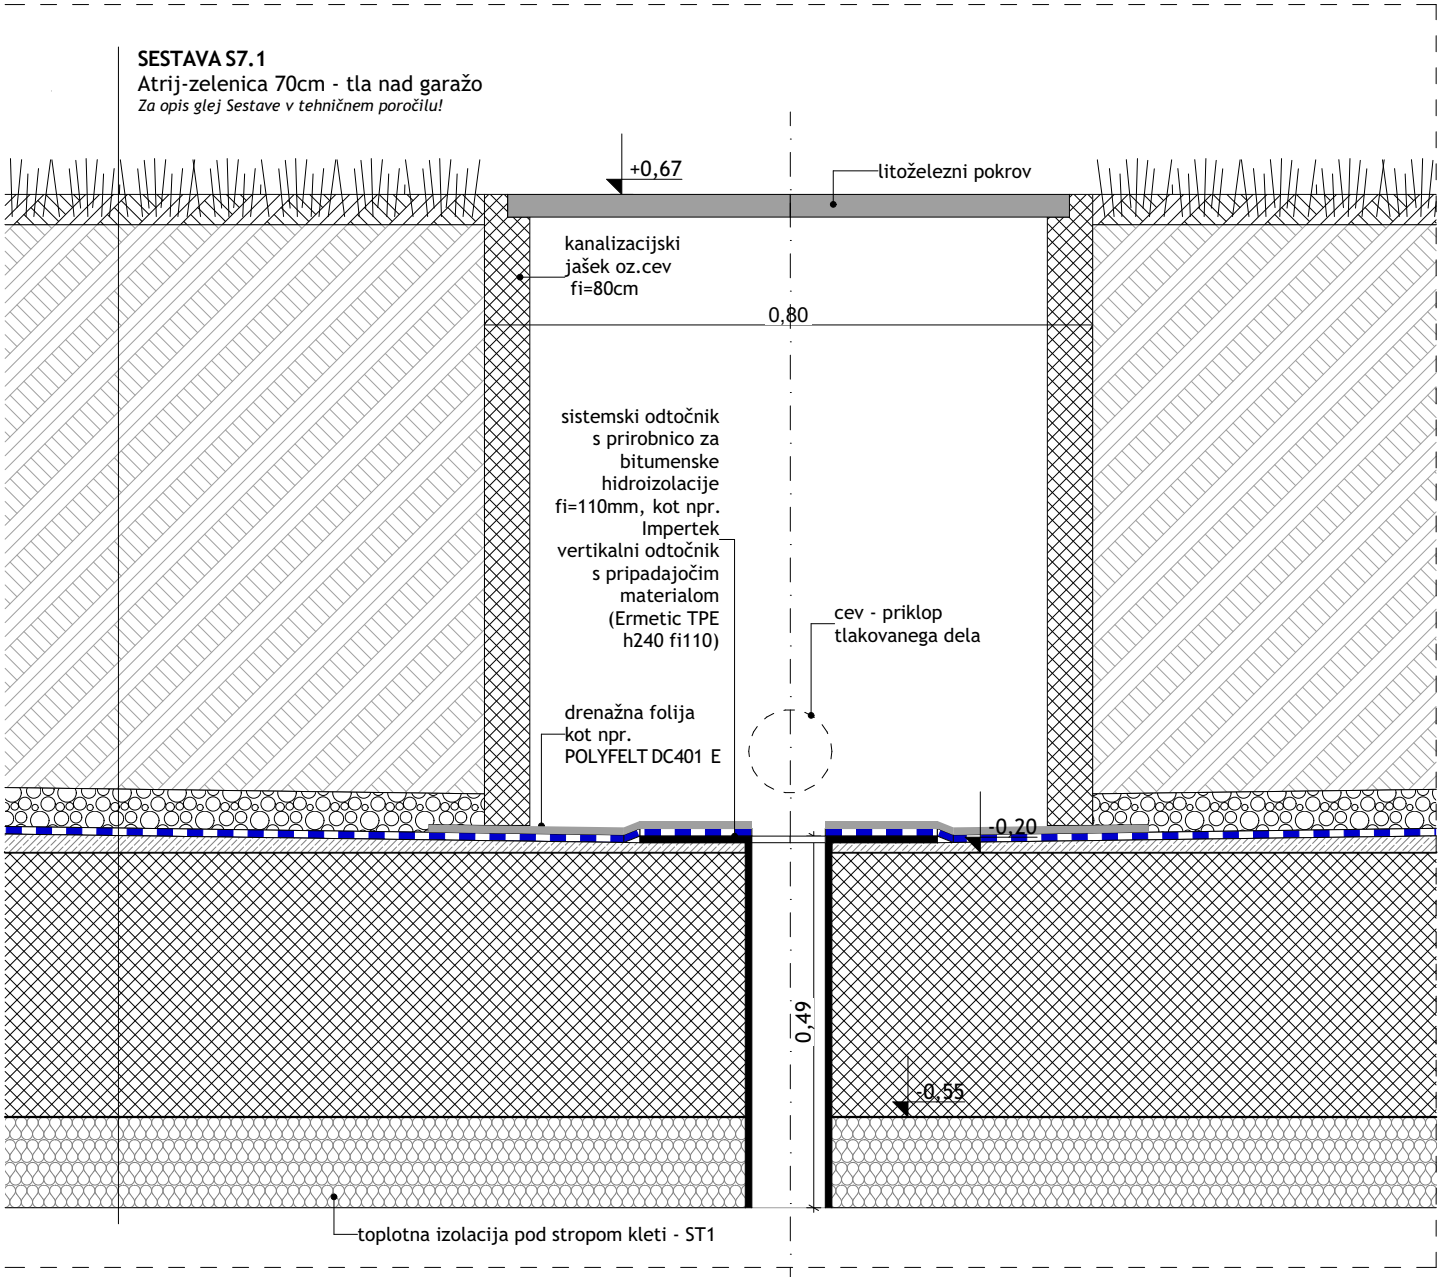 SESTAVA S7.1
Atrij-zelenica 70cm - tla nad garažo
Za opis glej Sestave v tehničnem poročilu!
+0,67
litoželezni pokrov
kanalizacijski
jašek oz.cev
fi=80cm
0,80
sistemski odtočnik
s prirobnico za
bitumenske
hidroizolacije
fi=110mm, kot npr.
Impertek
vertikalni odtočnik
s pripadajočim
materialom
(Ermetic TPE
h240 fi110)
cev - priklop
tlakovanega dela
drenažna folija
kot npr.
POLYFELT DC401 E
-0,20
0,49
-0,55
toplotna izolacija pod stropom kleti - ST1